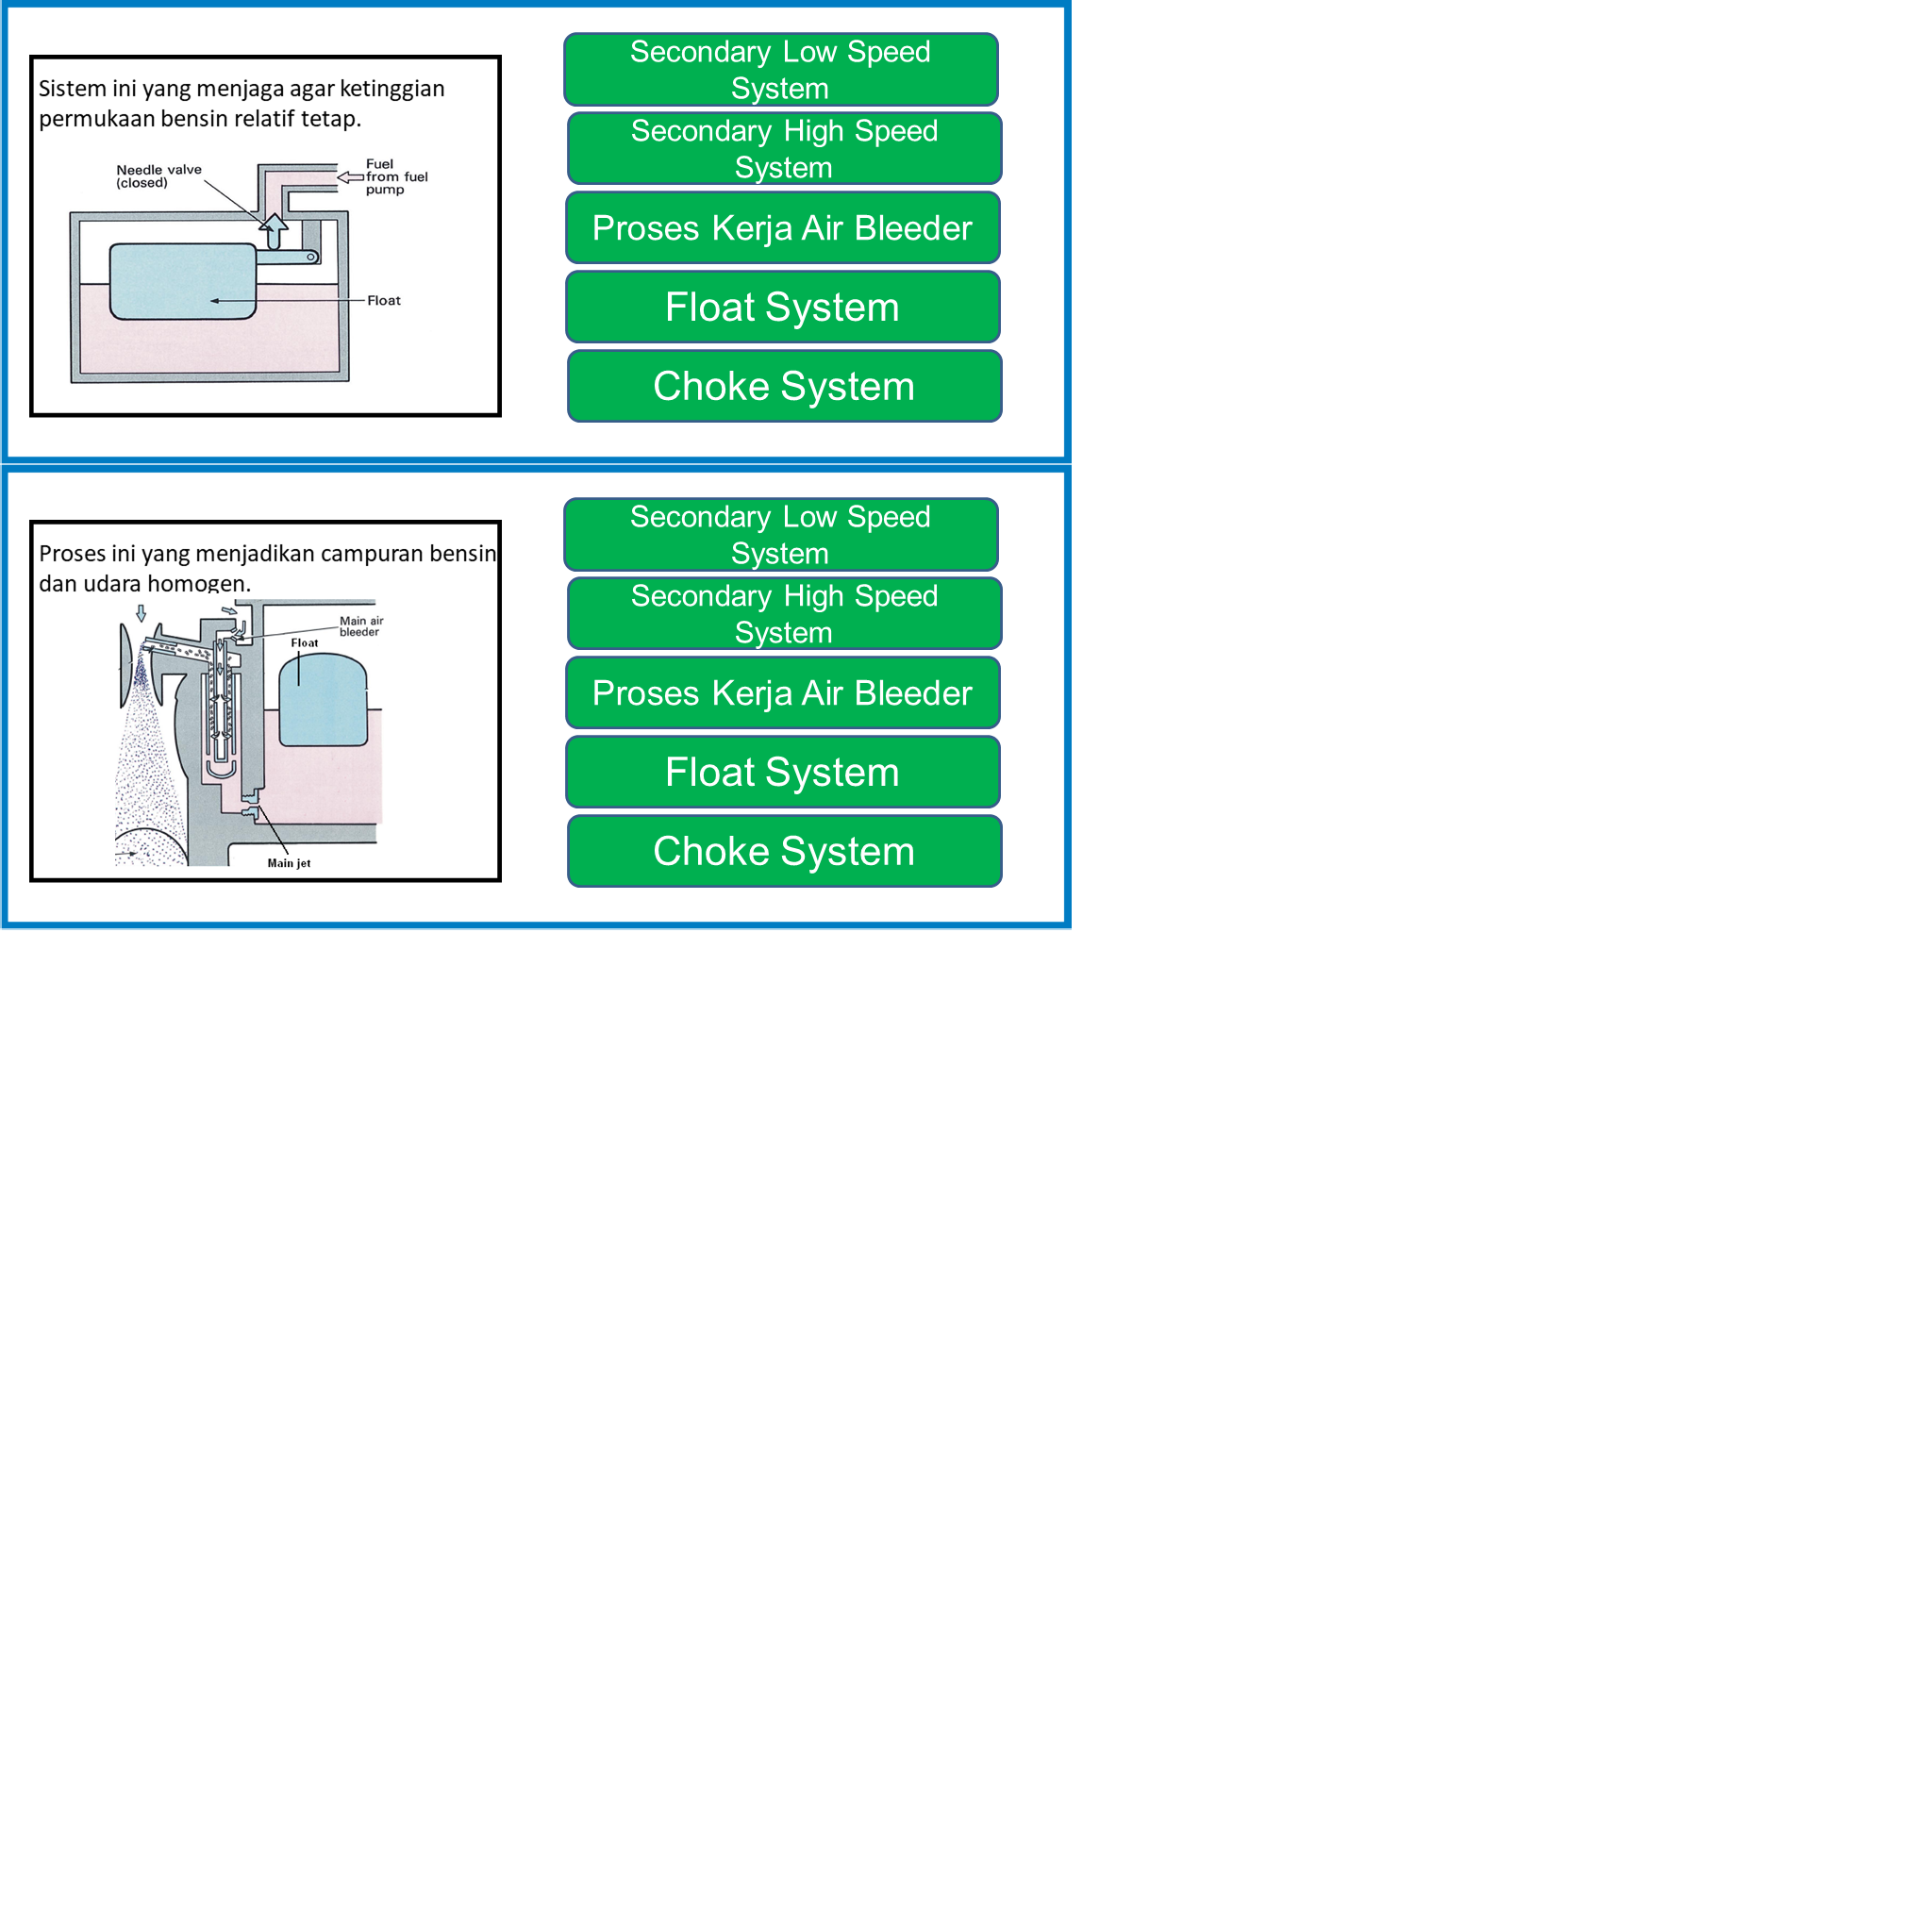 Sistem ini yang menjaga agar ketinggian
permukaan bensin relatif tetap.
Needle valve
(closed)
Fuel
from fuel
pump
Float
Secondary Low Speed
System
Secondary High Speed
System
Proses Kerja Air Bleeder
Float System
Choke System
Proses ini yang menjadikan campuran bensin
dan udara homogen.
Main air
bleeder
Float
Main jet
Secondary Low Speed
System
Secondary High Speed
System
Proses Kerja Air Bleeder
Float System
Choke System